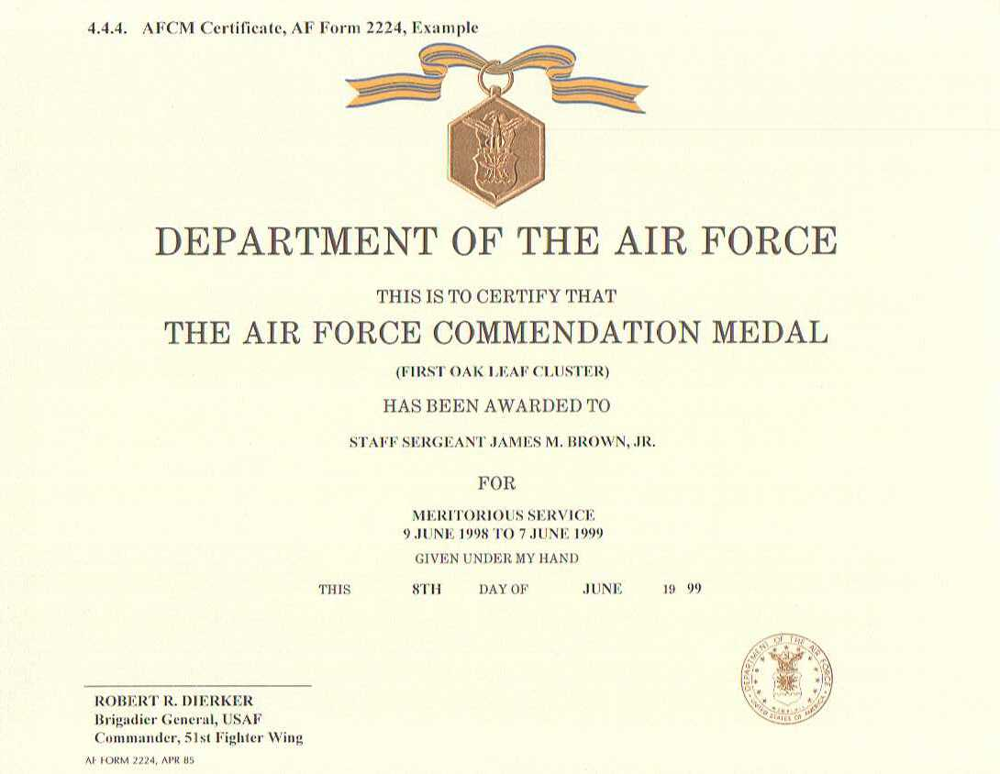 4.4.4. AFCM Certificate, AF Form 2224, Example
DEPARTMENT OF THE AIR FORCE
THIS IS TO CERTIFY THAT
THE AIR FORCE COMMENDATION MEDAL
(FIRST OAK LEAF CLUSTER)
HAS BEEN AWARDED TO
STAFF SERGEANT JAMES M. BROWN, JR.
FOR
MERITORIOUS SERVICE
9 JUNE 1998 TO 7 JUNE 1999
GIVEN UNDER MY HAND
THIS 8TH DAY OF JUNE 19 99
DEPARTMENT OF THE AIR FORCE
UNITED STATES OF AMERICA
ROBERT R. DIERKER
Brigadier General, USAF
Commander, 51st Fighter Wing
AF FORM 2224, APR 85